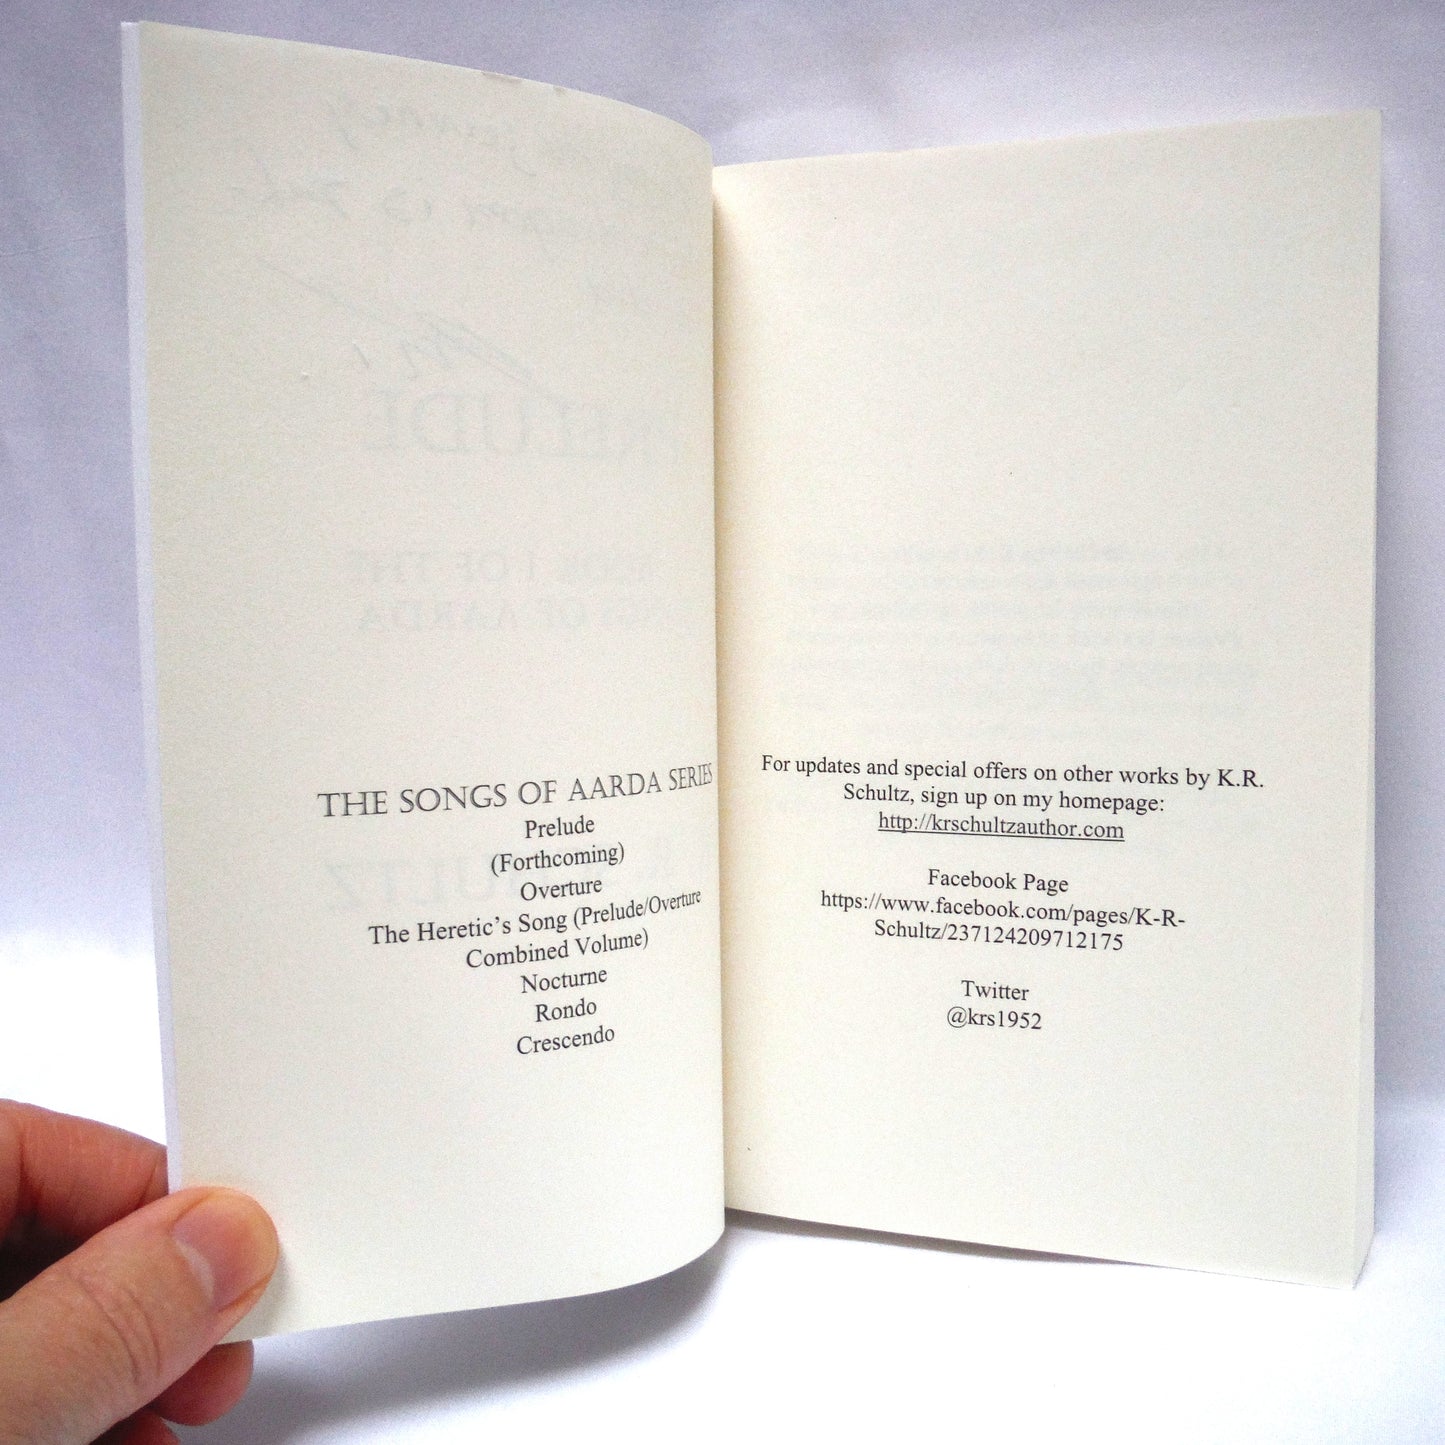 THE SONGS OF AARDA SERIES
Prelude
(Forthcoming)
Overture
The Heretic's Song (Prelude/Overture
Combined Volume)
Nocturne
Rondo
Crescendo
For updates and special offers on other works by K.R.
Schultz, sign up on my homepage:
http://krschultzauthor.com
Facebook Page
https://www.facebook.com/pages/K-R-
Schultz/237124209712175
Twitter
@krs1952